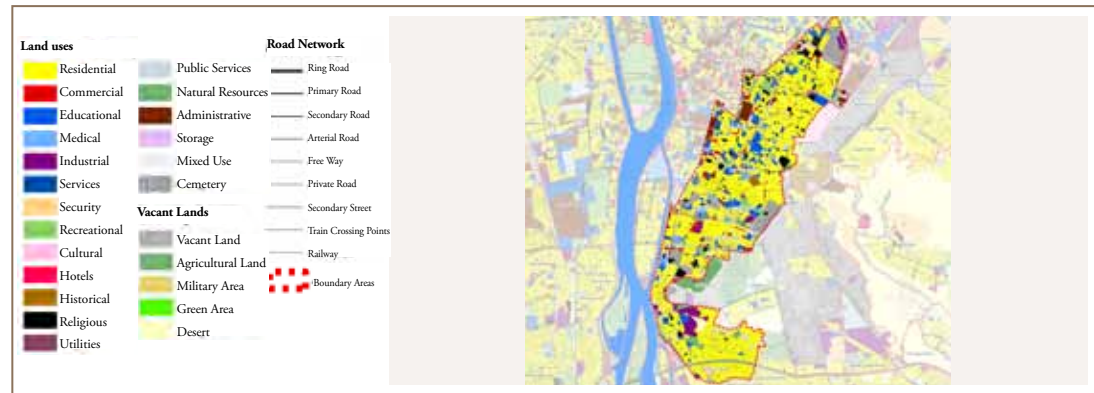 Land uses
Residential
Commercial
Educational
Medical
Industrial
Services
Security
Recreational
Cultural
Hotels
Historical
Religious
Utilities
Public Services
Natural Resources
Administrative
Storage
Mixed Use
Cemetery
Vacant Lands
Vacant Land
Agricultural Land
Military Area
Green Area
Desert
Road Network
Ring Road
Primary Road
Secondary Road
Arterial Road
Free Way
Private Road
Secondary Street
Train Crossing Points
Railway
Boundary Areas